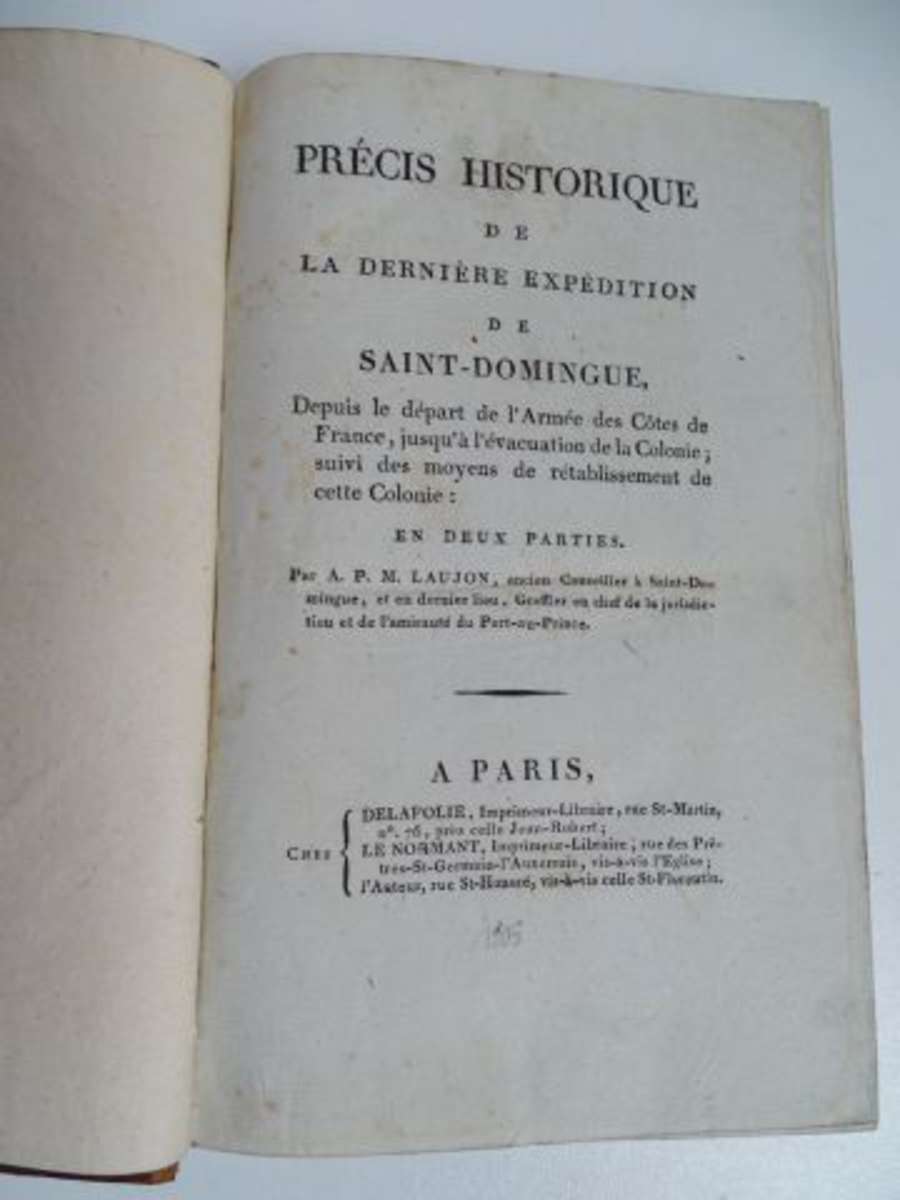 PRÉCIS HISTORIQUE
DE
LA DERNIÈRE EXPÉDITION
DE
SAINT-DOMINGUE,
Depuis le départ de l'Armée des Côtes de
France, jusqu'à l'évacuation de la Colonie;
suivi des moyens de rétablissement de
cette Colonie:
EN DEUX PARTIES.
Par A. P. M. LAUJON, ancien Conseiller à Saint-Do-
mingue, et en dernier lieu, Greffier en chef de la jurisdic-
tion et de l'amirauté du Port-au-Prince.
A PARIS,
CHEZ
DELAFOLIE, Imprimeur-Libraire, rue St-Martin,
n°. 76, près celle Jean-Robert;
LE NORMANT, Imprimeur-Libraire; rue des Prê-
tres-St-Germain-l'Auxerrois, vis-à-vis l'Eglise;
l'Auteur, rue St-Honoré, vis-à-vis celle St-Florentin.